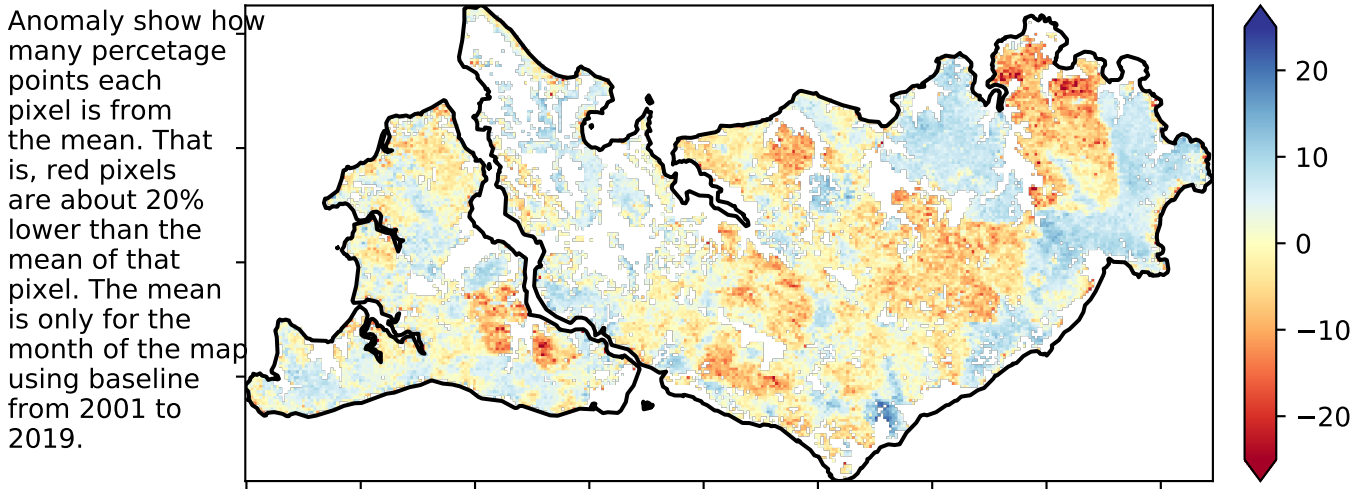 Anomaly show how
many percetage
points each
pixel is from
the mean. That
is, red pixels
are about 20%
lower than the
mean of that
pixel. The mean
is only for the
month of the map
using baseline
from 2001 to
2019.
20
10
0
−10
−20